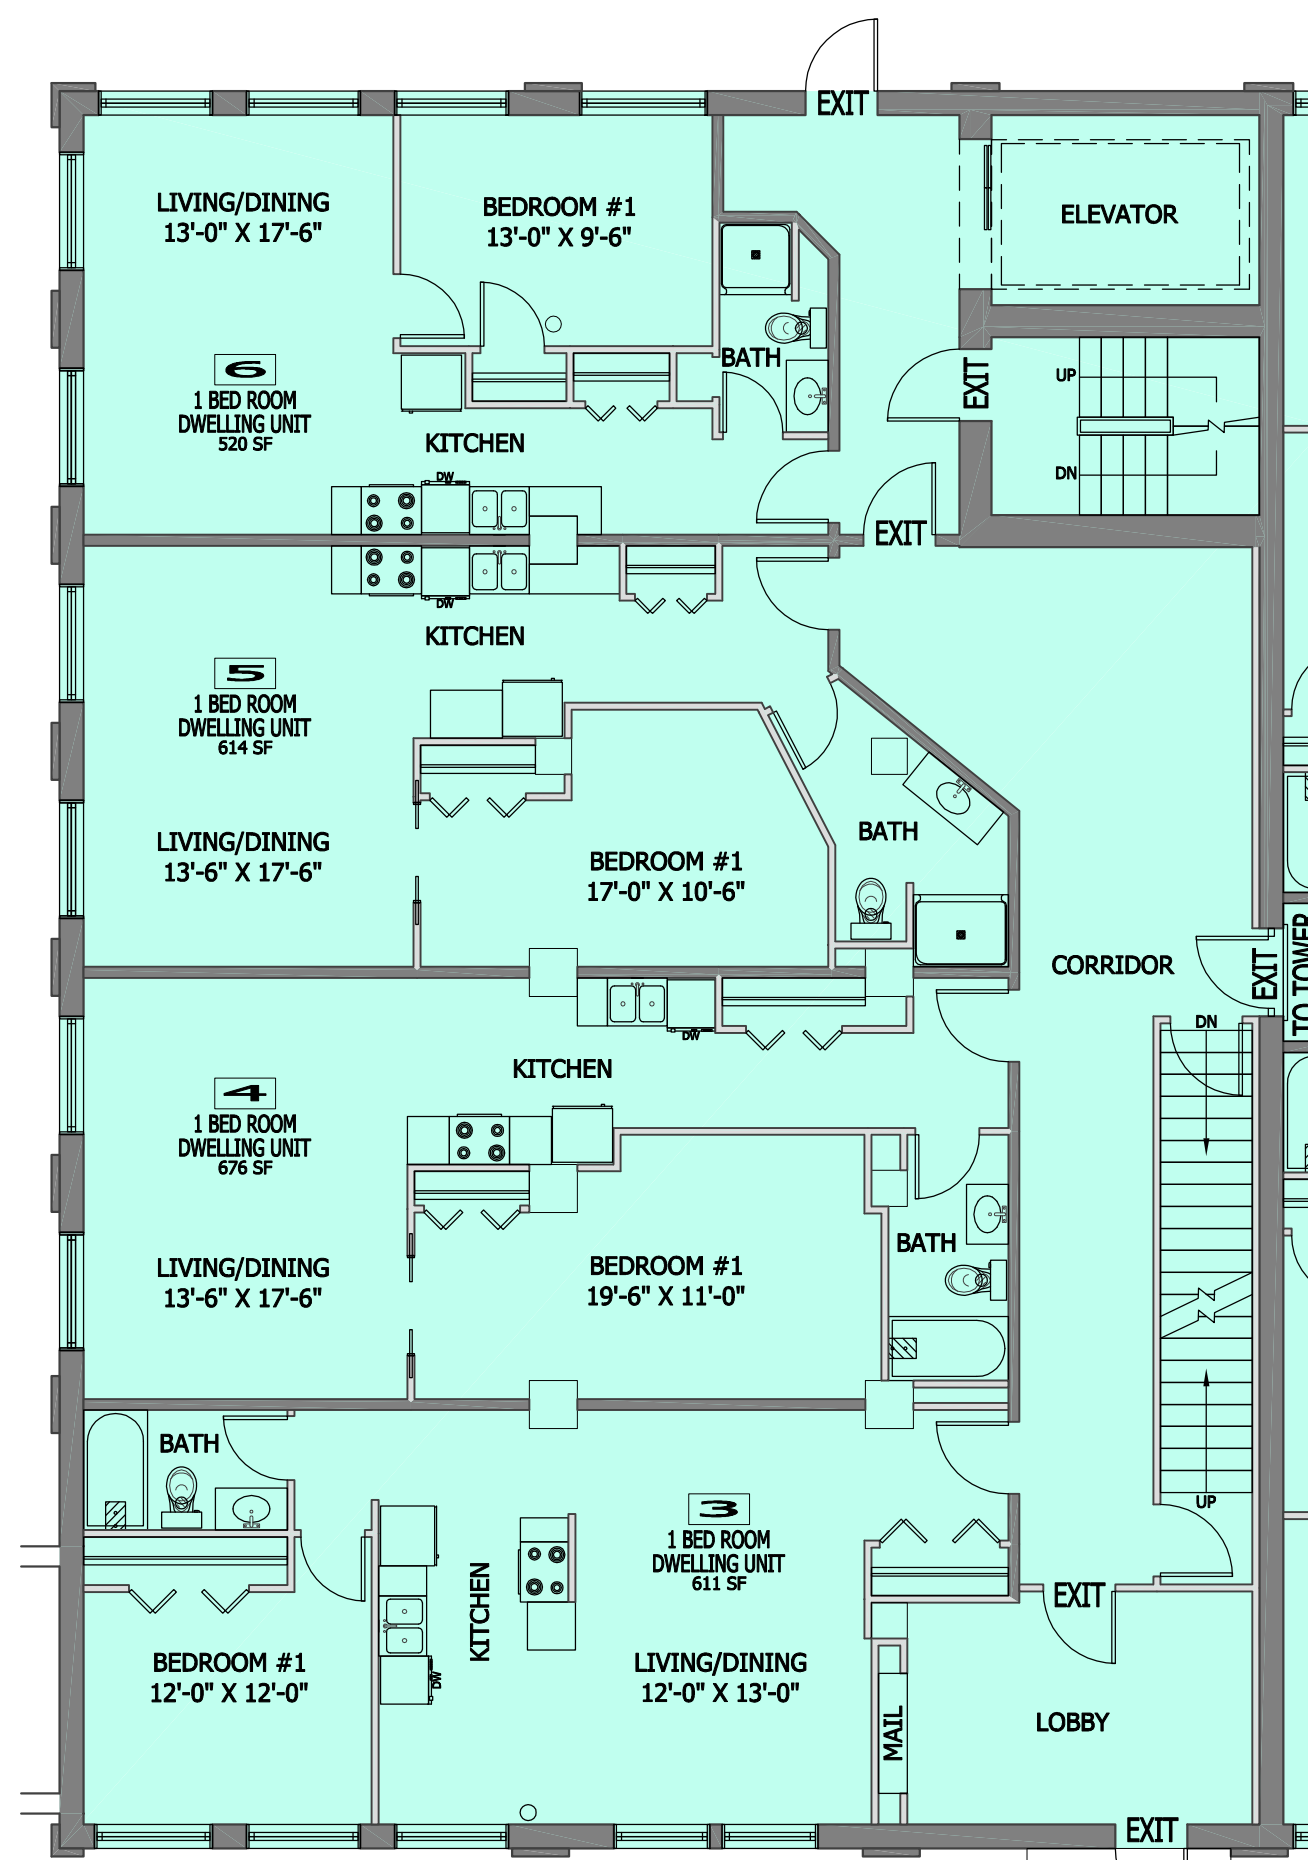 EXIT
LIVING/DINING
13'-0" X 17'-6"
BEDROOM #1
13'-0" X 9'-6"
ELEVATOR
6
1 BED ROOM
DWELLING UNIT
520 SF
BATH
EXIT
UP
DN
KITCHEN
DW
EXIT
DW
KITCHEN
5
1 BED ROOM
DWELLING UNIT
614 SF
LIVING/DINING
13'-6" X 17'-6"
BEDROOM #1
17'-0" X 10'-6"
BATH
CORRIDOR
EXIT
TO TOWER
DN
DW
KITCHEN
4
1 BED ROOM
DWELLING UNIT
676 SF
LIVING/DINING
13'-6" X 17'-6"
BEDROOM #1
19'-6" X 11'-0"
BATH
BATH
UP
3
1 BED ROOM
DWELLING UNIT
611 SF
KITCHEN
DW
EXIT
BEDROOM #1
12'-0" X 12'-0"
LIVING/DINING
12'-0" X 13'-0"
MAIL
LOBBY
EXIT